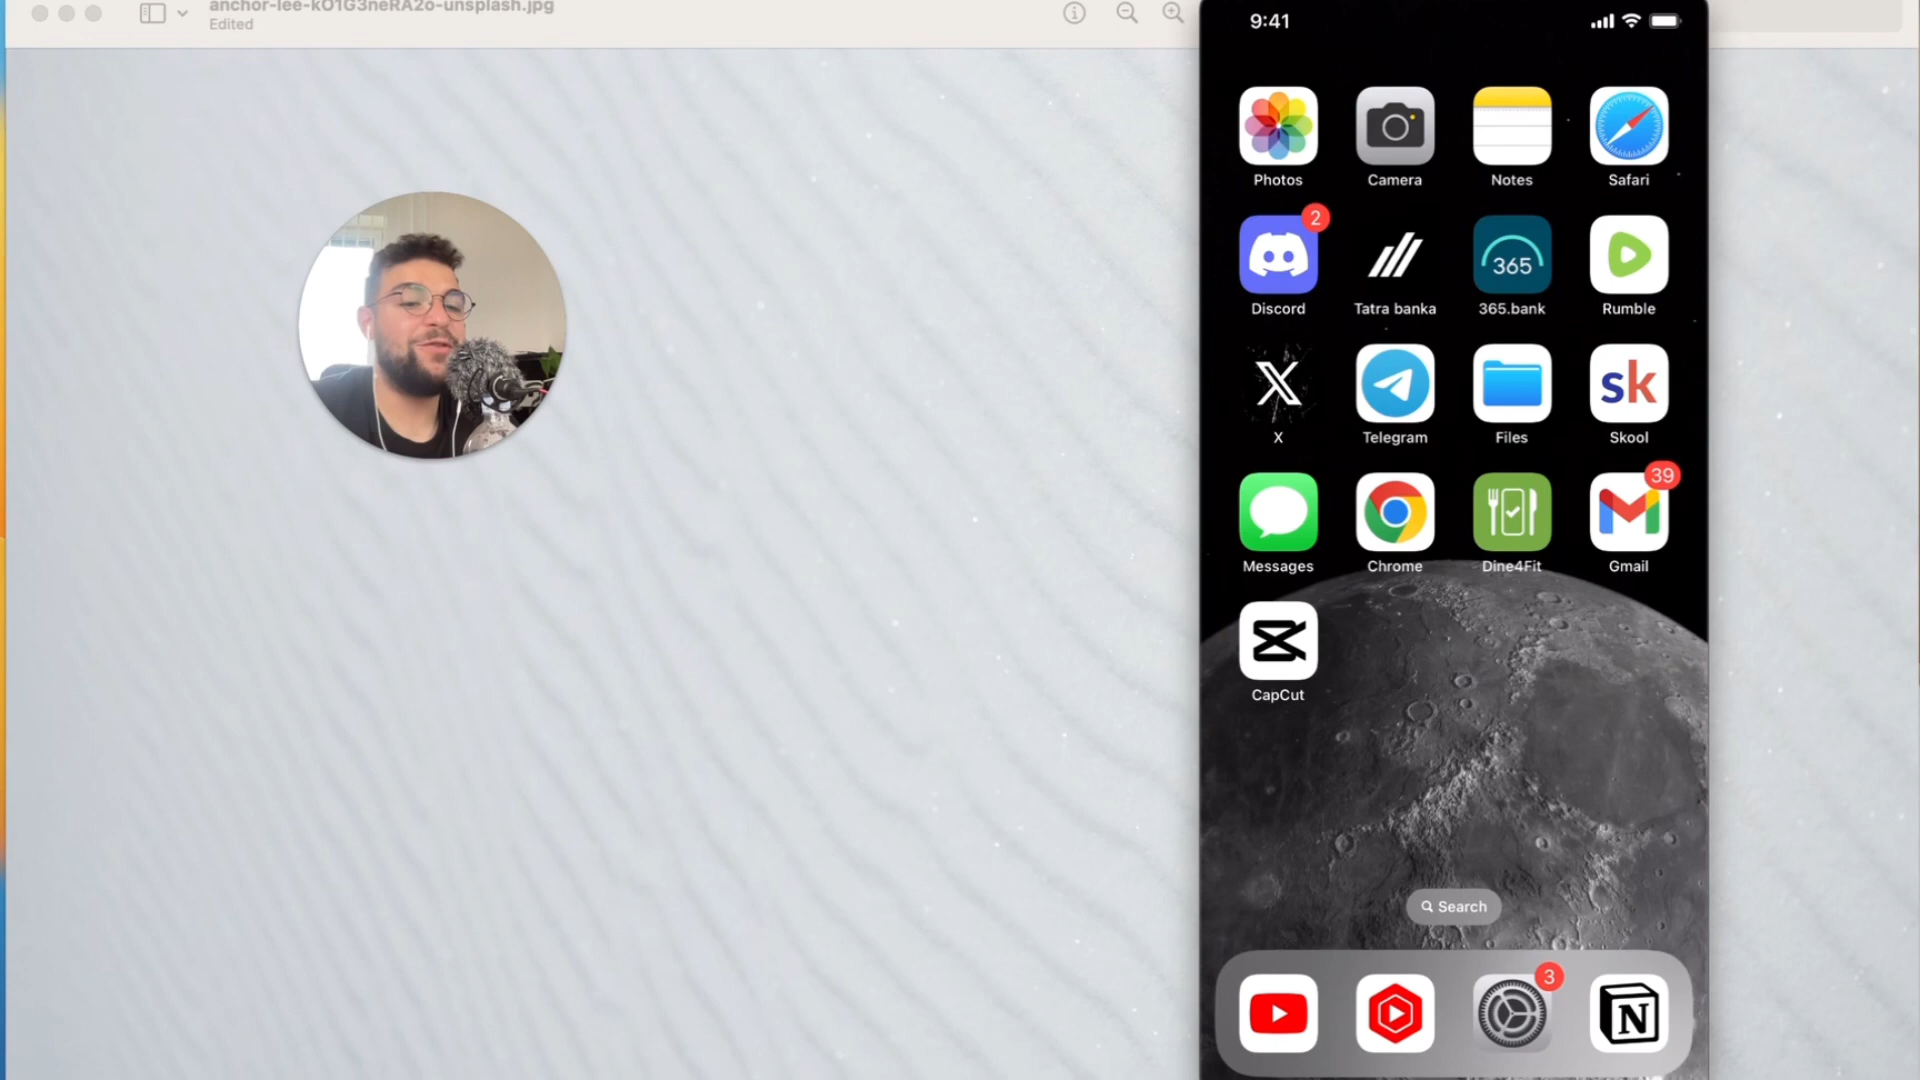 anchor-lee-kO1G3neRA2o-unsplash.jpg
Edited
9:41
Photos
Camera
Notes
Safari
2
365
Discord
Tatra banka
365.bank
Rumble
sk
X
Telegram
Files
Skool
39
Messages
Chrome
Dine4Fit
Gmail
CapCut
Search
3
N